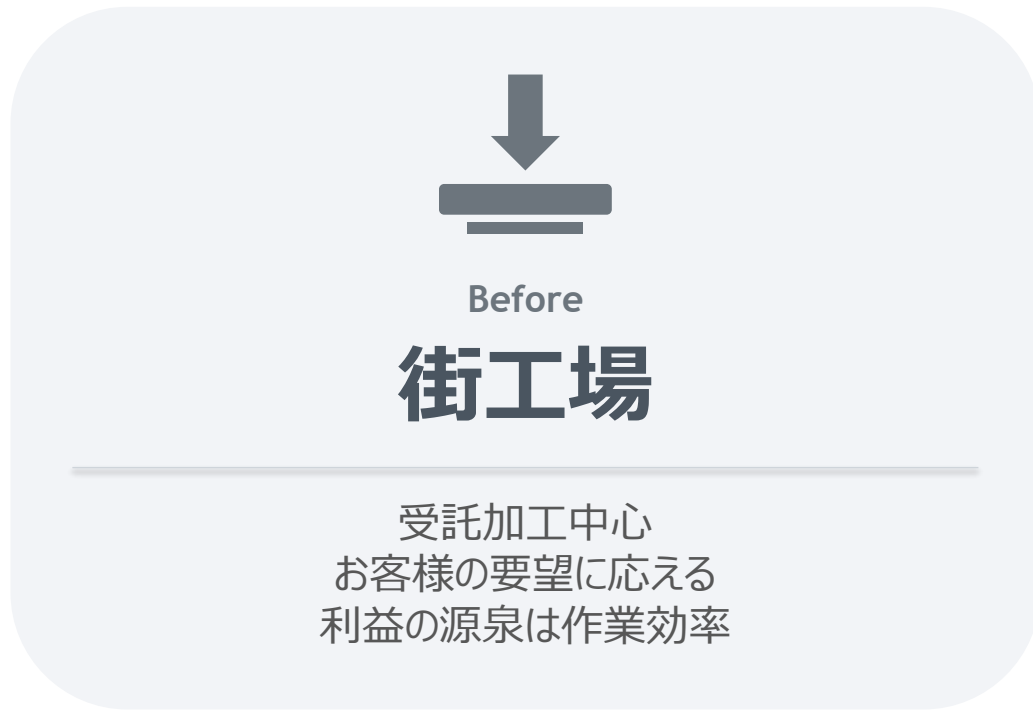 Before
街工場
受託加工中心
お客様の要望に応える
利益の源泉は作業効率